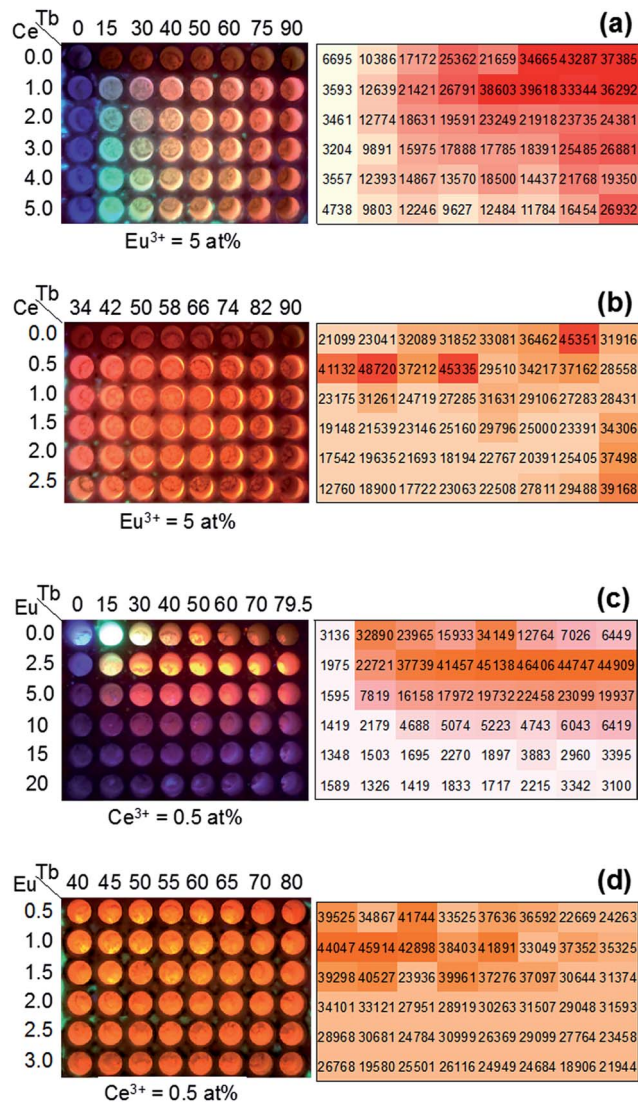 Tb
Ce 0 15 30 40 50 60 75 90 (a)
0.0 6695 10386 17172 25362 21659 34665 43287 37385
1.0 3593 12639 21421 26791 38603 39618 33344 36292
2.0 3461 12774 18631 19591 23249 21918 23735 24381
3.0 3204 9891 15975 17888 17785 18391 25485 26881
4.0 3557 12393 14867 13570 18500 14437 21768 19350
5.0 4738 9803 12246 9627 12484 11784 16454 26932
Eu³⁺ = 5 at%
Tb (b)
Ce 34 42 50 58 66 74 82 90
0.0 21099 23041 32089 31852 33081 36462 45351 31916
0.5 41132 48720 37212 45335 29510 34217 37162 28558
1.0 23175 31261 24719 27285 31631 29106 27283 28431
1.5 19148 21539 23146 25160 29796 25000 23391 34306
2.0 17542 19635 21693 18194 22767 20391 25405 37498
2.5 12760 18900 17722 23063 22508 27811 29488 39168
Eu³⁺ = 5 at%
Tb (c)
Eu 0 15 30 40 50 60 70 79.5
0.0 3136 32890 23965 15933 34149 12764 7026 6449
2.5 1975 22721 37739 41457 45138 46406 44747 44909
5.0 1595 7819 16158 17972 19732 22458 23099 19937
10 1419 2179 4688 5074 5223 4743 6043 6419
15 1348 1503 1695 2270 1897 3883 2960 3395
20 1589 1326 1419 1833 1717 2215 3342 3100
Ce³⁺ = 0.5 at%
Tb (d)
Eu 40 45 50 55 60 65 70 80
0.5 39525 34867 41744 33525 37636 36592 22669 24263
1.0 44047 45914 42898 38403 41891 33049 37352 35325
1.5 39298 40527 23936 39961 37276 37097 30644 31374
2.0 34101 33121 27951 28919 30263 31507 29048 31593
2.5 28968 30681 24784 30999 26369 29099 27764 23458
3.0 26768 19580 25501 26116 24949 24684 18906 21944
Ce³⁺ = 0.5 at%